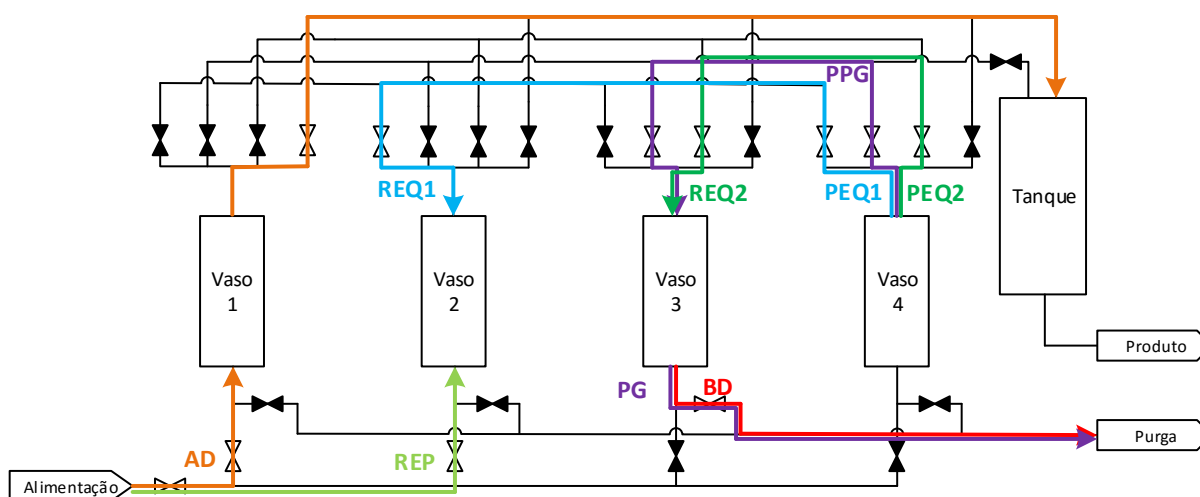 PPG
REQ1
REQ2
PEQ1
PEQ2
Tanque
Vaso
1
Vaso
2
Vaso
3
Vaso
4
Produto
PG
BD
Purga
AD
REP
Alimentação